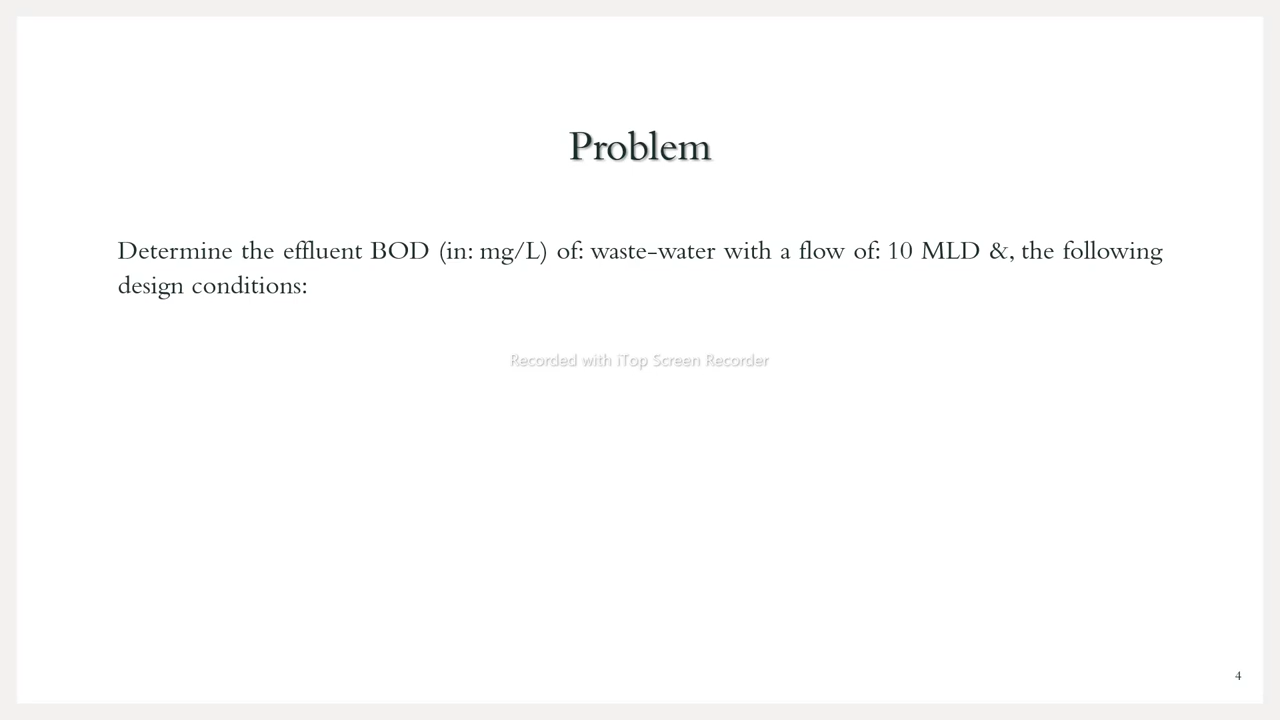 Problem
Determine the effluent BOD (in: mg/L) of: waste-water with a flow of: 10 MLD &, the following
design conditions:
Recorded with iTop Screen Recorder
4